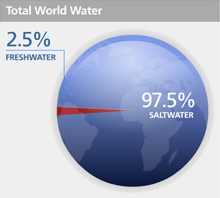 Total World Water
2.5%
FRESHWATER
97.5%
SALTWATER